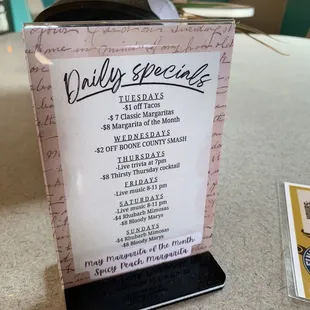 Daily specials
TUESDAYS
-$1 off Tacos
-$ 7 Classic Margaritas
-$8 Margarita of the Month
WEDNESDAYS
-$2 OFF BOONE COUNTY SMASH
THURSDAYS
-Live trivia at 7pm
-$8 Thirsty Thursday cocktail
FRIDAYS
-Live music 8-11 pm
SATURDAYS
-Live music 8-11 pm
-$4 Rhubarb Mimosas
-$8 Bloody Marys
SUNDAYS
-$4 Rhubarb Mimosas
-$8 Bloody Marys
May Margarita of the Month
Spicy Peach Margarita